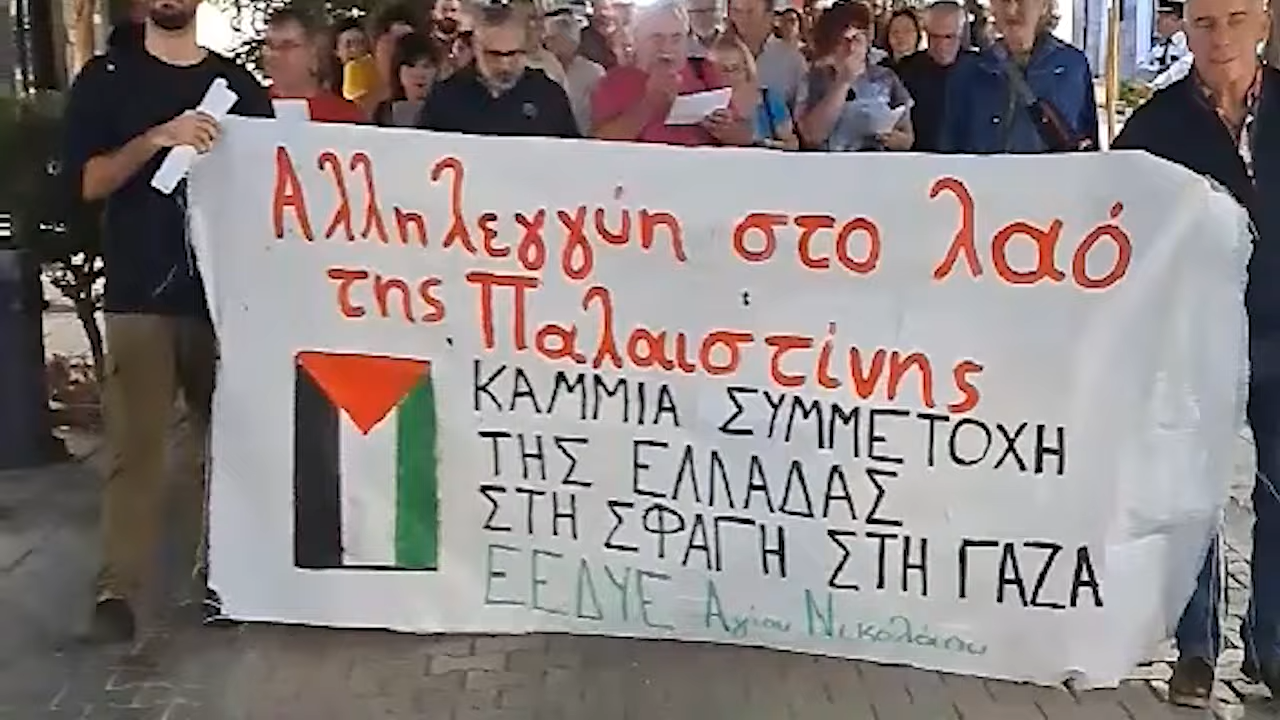 Αλληλεγγύη στο λαό
της Παλαιστίνης
ΚΑΜΜΙΑ ΣΥΜΜΕΤΟΧΗ
ΤΗΣ ΕΛΛΑΔΑΣ
ΣΤΗ ΣΦΑΓΗ ΣΤΗ ΓΑΖΑ
ΕΕΔΥΕ Αγίου Νικολάου